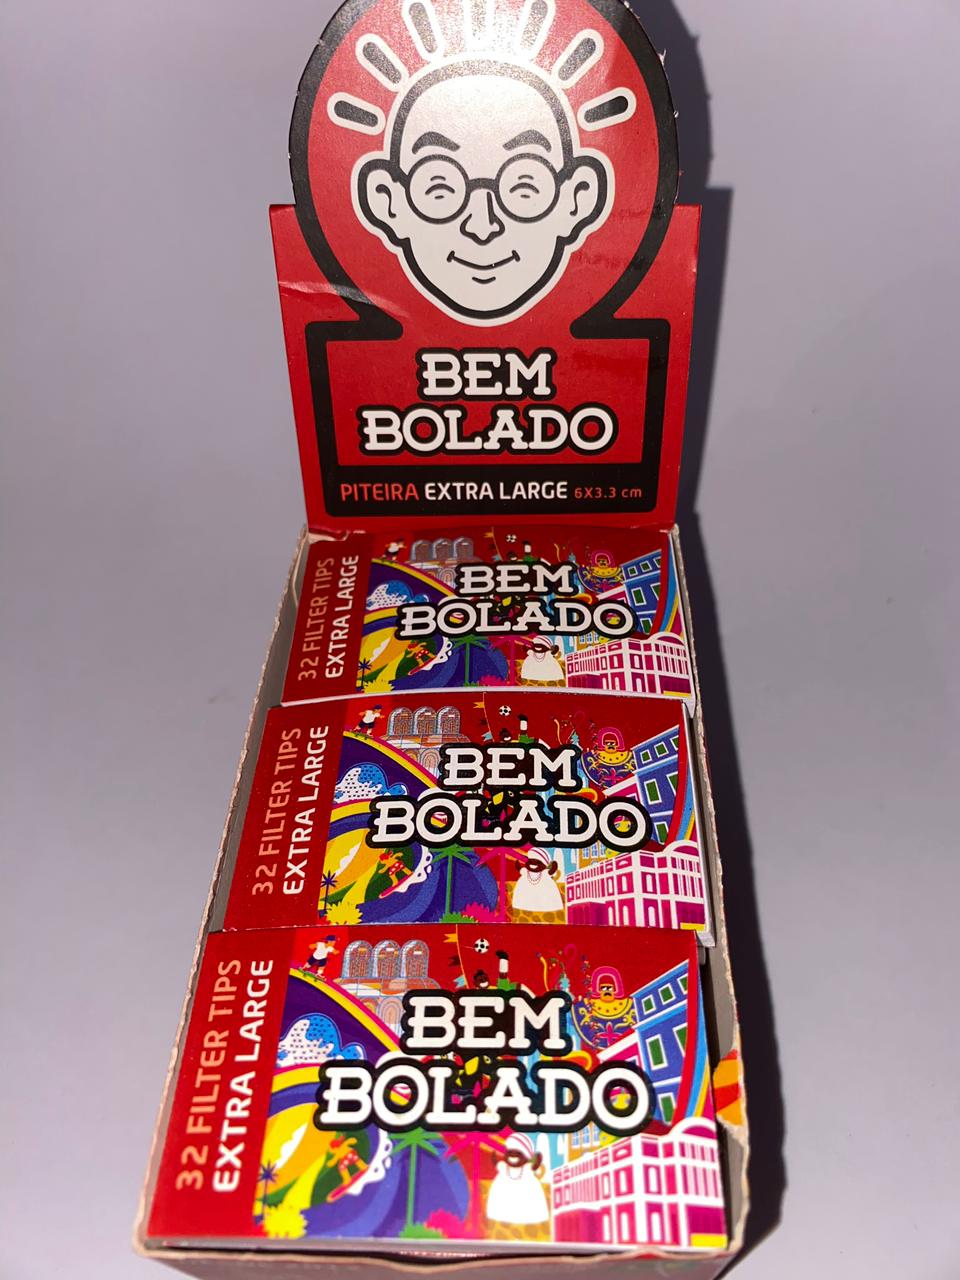 BEM
BOLADO
PITEIRA EXTRA LARGE 6X3.3 cm
32 FILTER TIPS
EXTRA LARGE
BEM
BOLADO
32 FILTER TIPS
EXTRA LARGE
BEM
BOLADO
32 FILTER TIPS
EXTRA LARGE
BEM
BOLADO